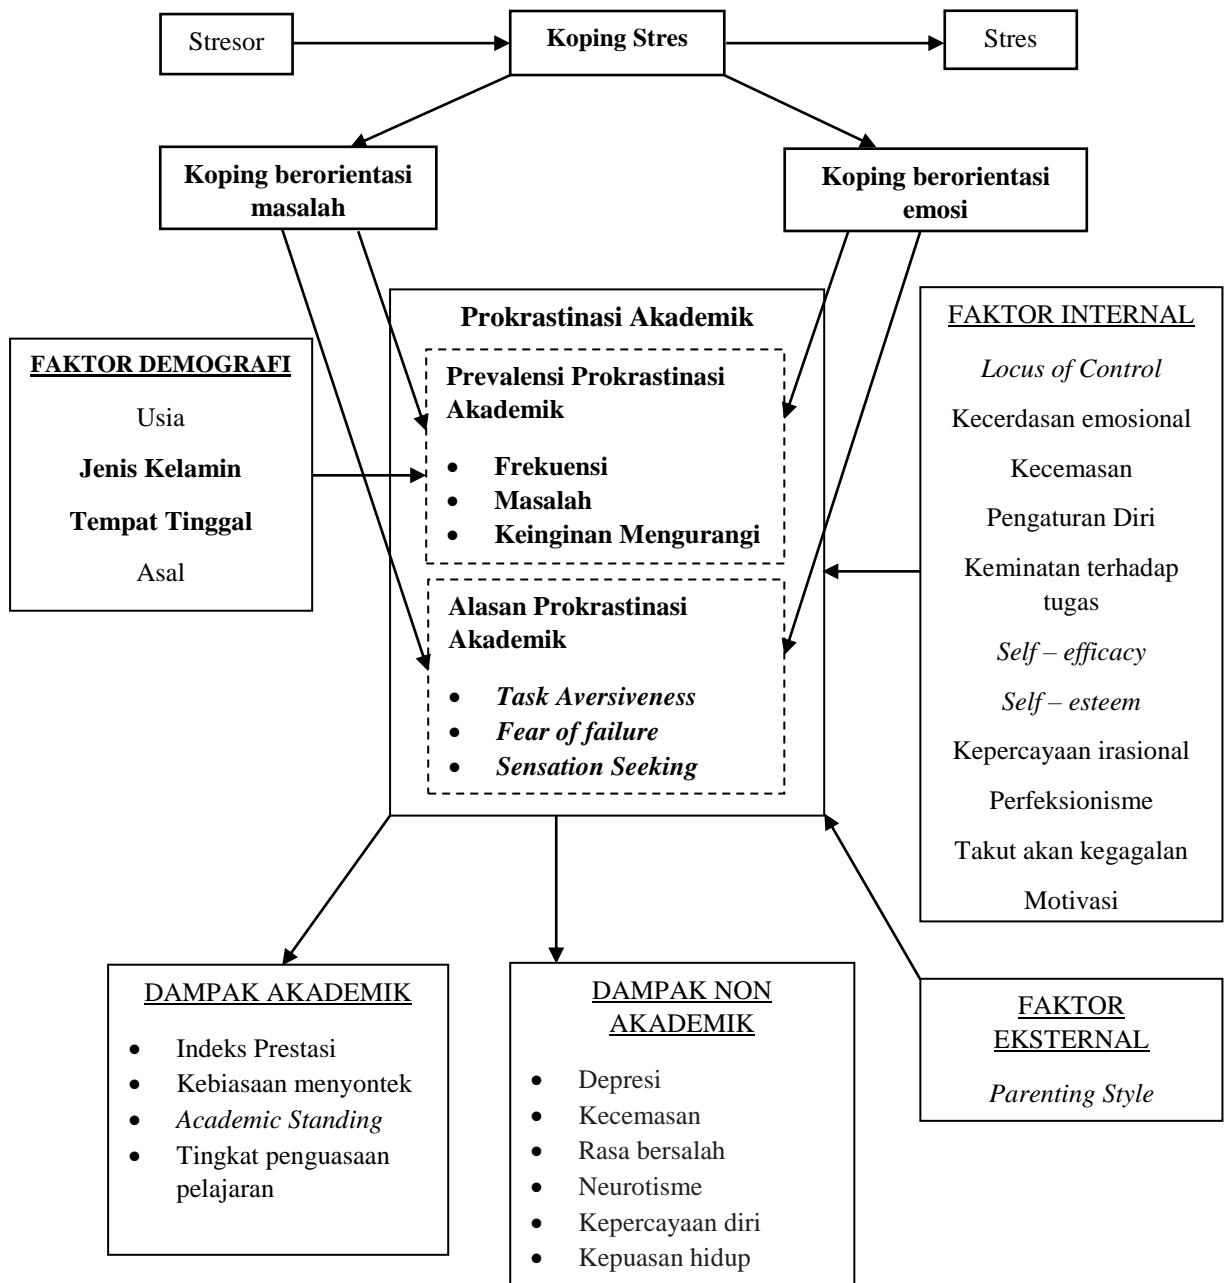 Stresor
Koping Stres
Stres
Koping berorientasi
masalah
Koping berorientasi
emosi
FAKTOR DEMOGRAFI
Usia
Jenis Kelamin
Tempat Tinggal
Asal
Prokrastinasi Akademik
Prevalensi Prokrastinasi
Akademik
• Frekuensi
• Masalah
• Keinginan Mengurangi
Alasan Prokrastinasi
Akademik
• Task Aversiveness
• Fear of failure
• Sensation Seeking
FAKTOR INTERNAL
Locus of Control
Kecerdasan emosional
Kecemasan
Pengaturan Diri
Keminatan terhadap
tugas
Self – efficacy
Self – esteem
Kepercayaan irasional
Perfeksionisme
Takut akan kegagalan
Motivasi
DAMPAK AKADEMIK
• Indeks Prestasi
• Kebiasaan menyontek
• Academic Standing
• Tingkat penguasaan
pelajaran
DAMPAK NON
AKADEMIK
• Depresi
• Kecemasan
• Rasa bersalah
• Neurotisme
• Kepercayaan diri
• Kepuasan hidup
FAKTOR
EKSTERNAL
Parenting Style